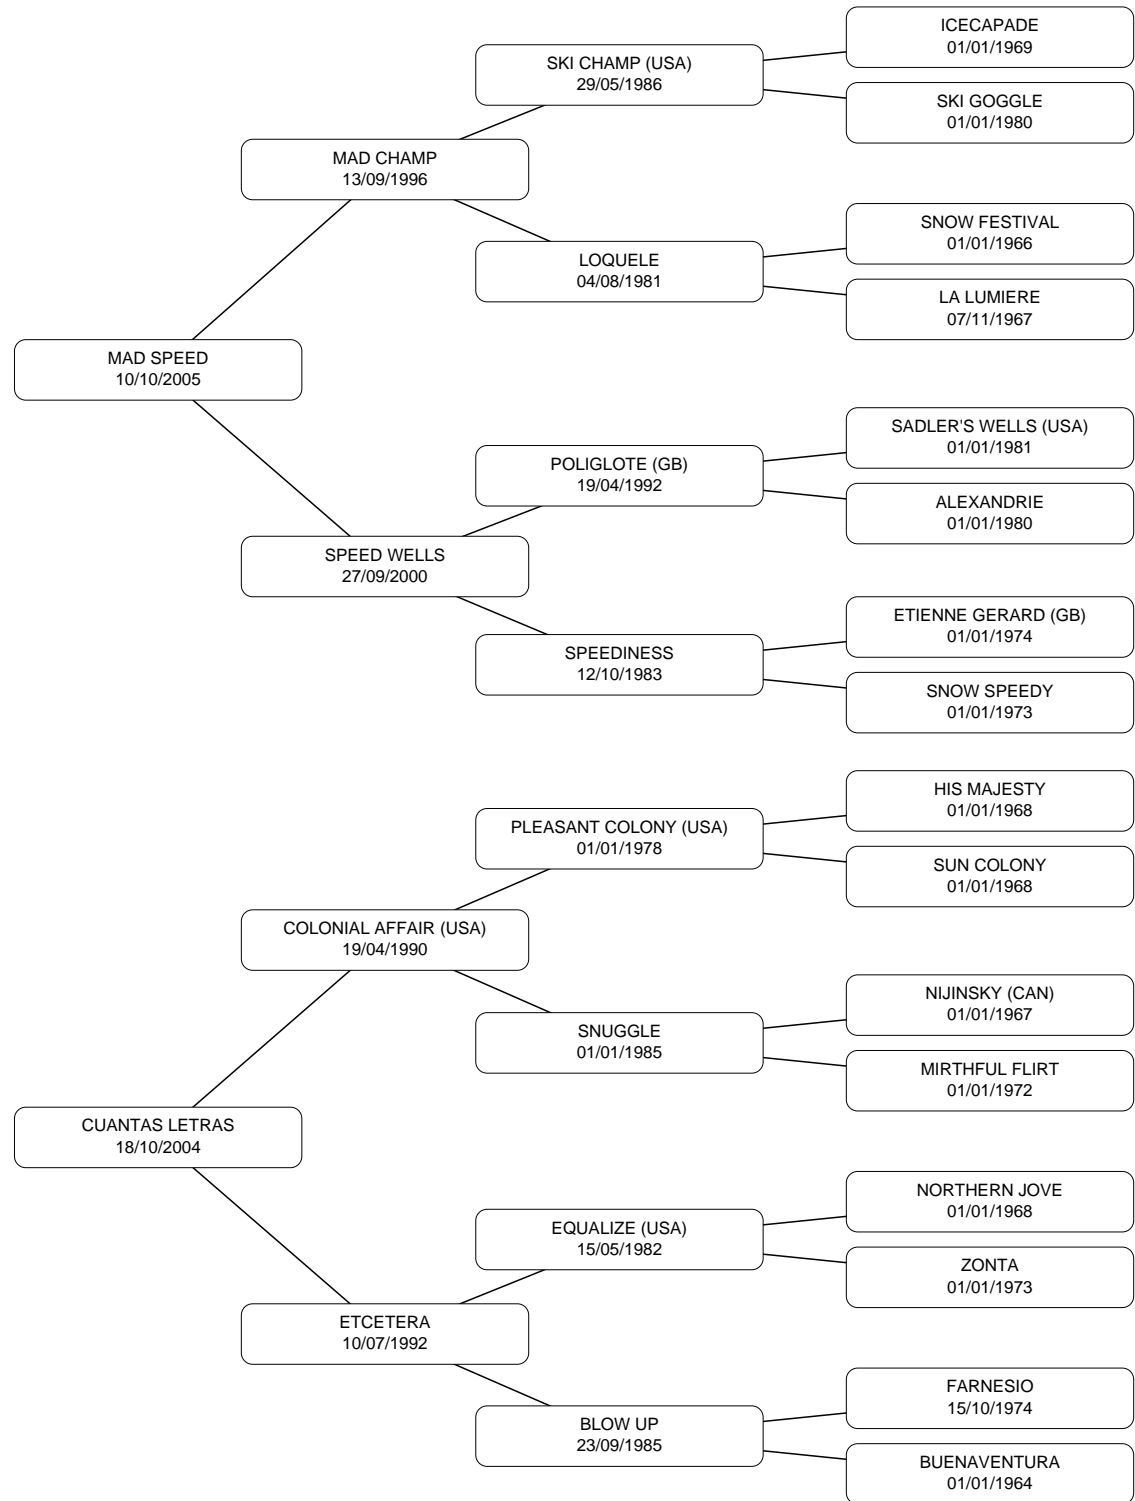 ICECAPADE
01/01/1969
SKI CHAMP (USA)
29/05/1986
SKI GOGGLE
01/01/1980
MAD CHAMP
13/09/1996
SNOW FESTIVAL
01/01/1966
LOQUELE
04/08/1981
LA LUMIERE
07/11/1967
MAD SPEED
10/10/2005
SADLER'S WELLS (USA)
01/01/1981
POLIGLOTE (GB)
19/04/1992
ALEXANDRIE
01/01/1980
SPEED WELLS
27/09/2000
ETIENNE GERARD (GB)
01/01/1974
SPEEDINESS
12/10/1983
SNOW SPEEDY
01/01/1973
HIS MAJESTY
01/01/1968
PLEASANT COLONY (USA)
01/01/1978
SUN COLONY
01/01/1968
COLONIAL AFFAIR (USA)
19/04/1990
NIJINSKY (CAN)
01/01/1967
SNUGGLE
01/01/1985
MIRTHFUL FLIRT
01/01/1972
CUANTAS LETRAS
18/10/2004
NORTHERN JOVE
01/01/1968
EQUALIZE (USA)
15/05/1982
ZONTA
01/01/1973
ETCETERA
10/07/1992
FARNESIO
15/10/1974
BLOW UP
23/09/1985
BUENAVENTURA
01/01/1964